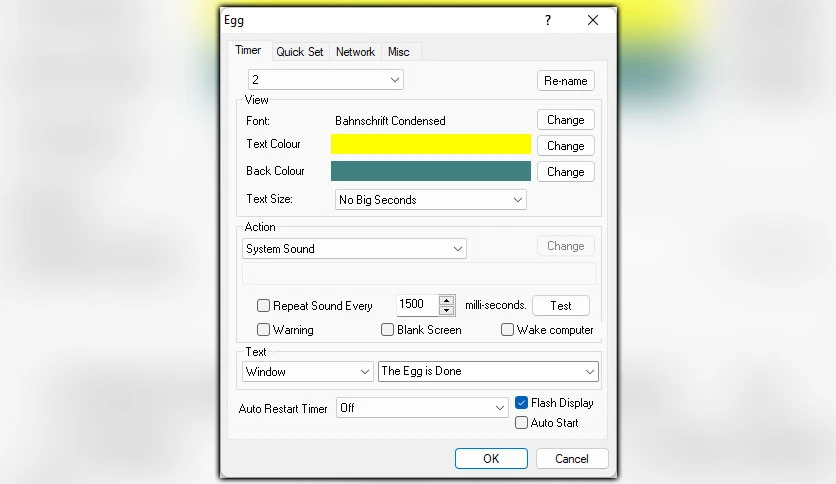 Egg ?
Timer Quick Set Network Misc
2 Re-name
View
Font: Bahnschrift Condensed Change
Text Colour Change
Back Colour Change
Text Size: No Big Seconds
Action
System Sound Change
Repeat Sound Every 1500 milli-seconds. Test
Warning Blank Screen Wake computer
Text
Window The Egg is Done
Auto Restart Timer Off Flash Display
Auto Start
OK Cancel